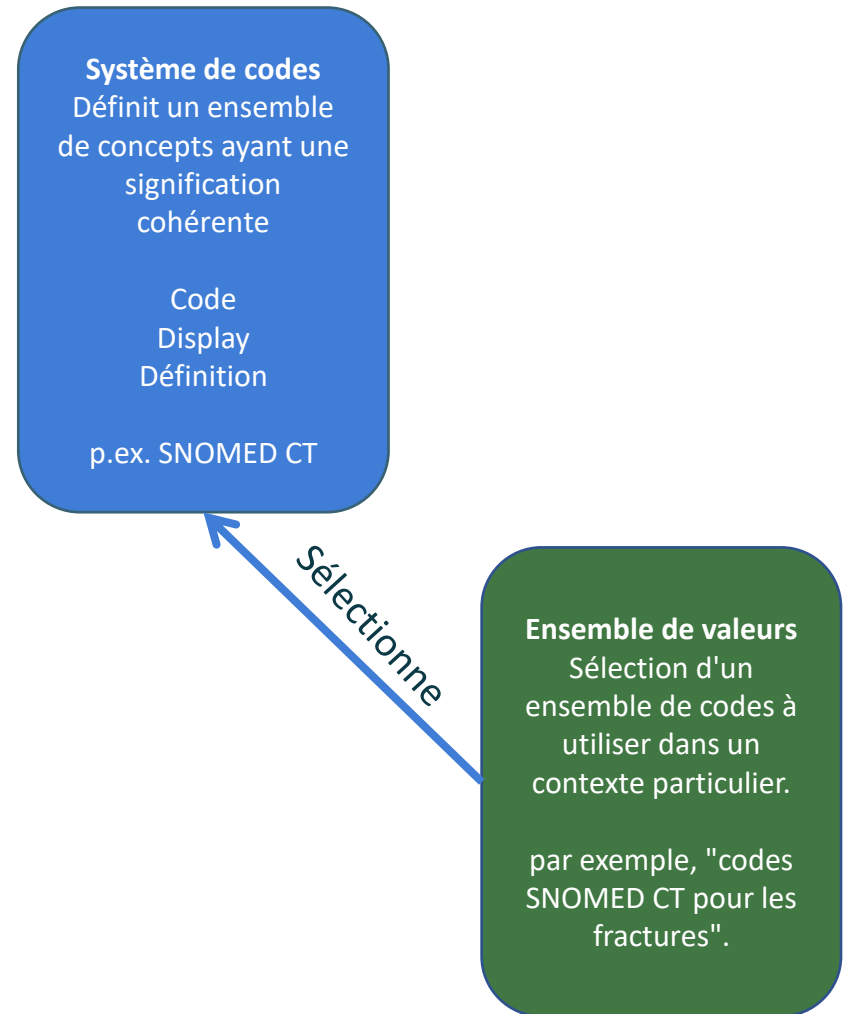 Système de codes
Définit un ensemble
de concepts ayant une
signification
cohérente
Code
Display
Définition
p.ex. SNOMED CT
Sélectionne
Ensemble de valeurs
Sélection d'un
ensemble de codes à
utiliser dans un
contexte particulier.
par exemple, "codes
SNOMED CT pour les
fractures".